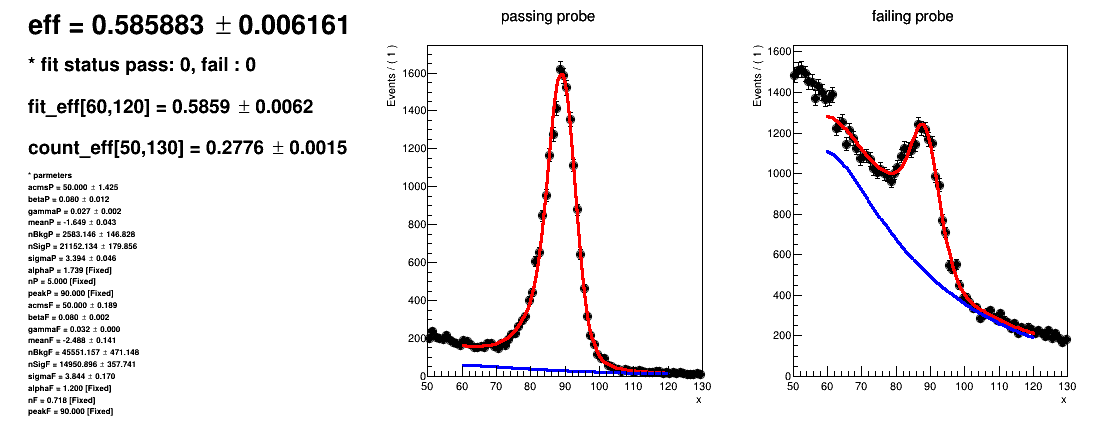 eff = 0.585883 ± 0.006161
* fit status pass: 0, fail : 0
fit_eff[60,120] = 0.5859 ± 0.0062
count_eff[50,130] = 0.2776 ± 0.0015
* parmeters
acmsP = 50.000 ± 1.425
betaP = 0.080 ± 0.012
gammaP = 0.027 ± 0.002
meanP = -1.649 ± 0.043
nBkgP = 2583.146 ± 146.828
nSigP = 21152.134 ± 179.856
sigmaP = 3.394 ± 0.046
alphaP = 1.739 [Fixed]
nP = 5.000 [Fixed]
peakP = 90.000 [Fixed]
acmsF = 50.000 ± 0.189
betaF = 0.080 ± 0.002
gammaF = 0.032 ± 0.000
meanF = -2.488 ± 0.141
nBkgF = 45551.157 ± 471.148
nSigF = 14950.896 ± 357.741
sigmaF = 3.844 ± 0.170
alphaF = 1.200 [Fixed]
nF = 0.718 [Fixed]
peakF = 90.000 [Fixed]
passing probe
Events / ( 1 )
1600
1400
1200
1000
800
600
400
200
0
50 60 70 80 90 100 110 120 130
x
failing probe
Events / ( 1 )
1600
1400
1200
1000
800
600
400
200
0
50 60 70 80 90 100 110 120 130
x